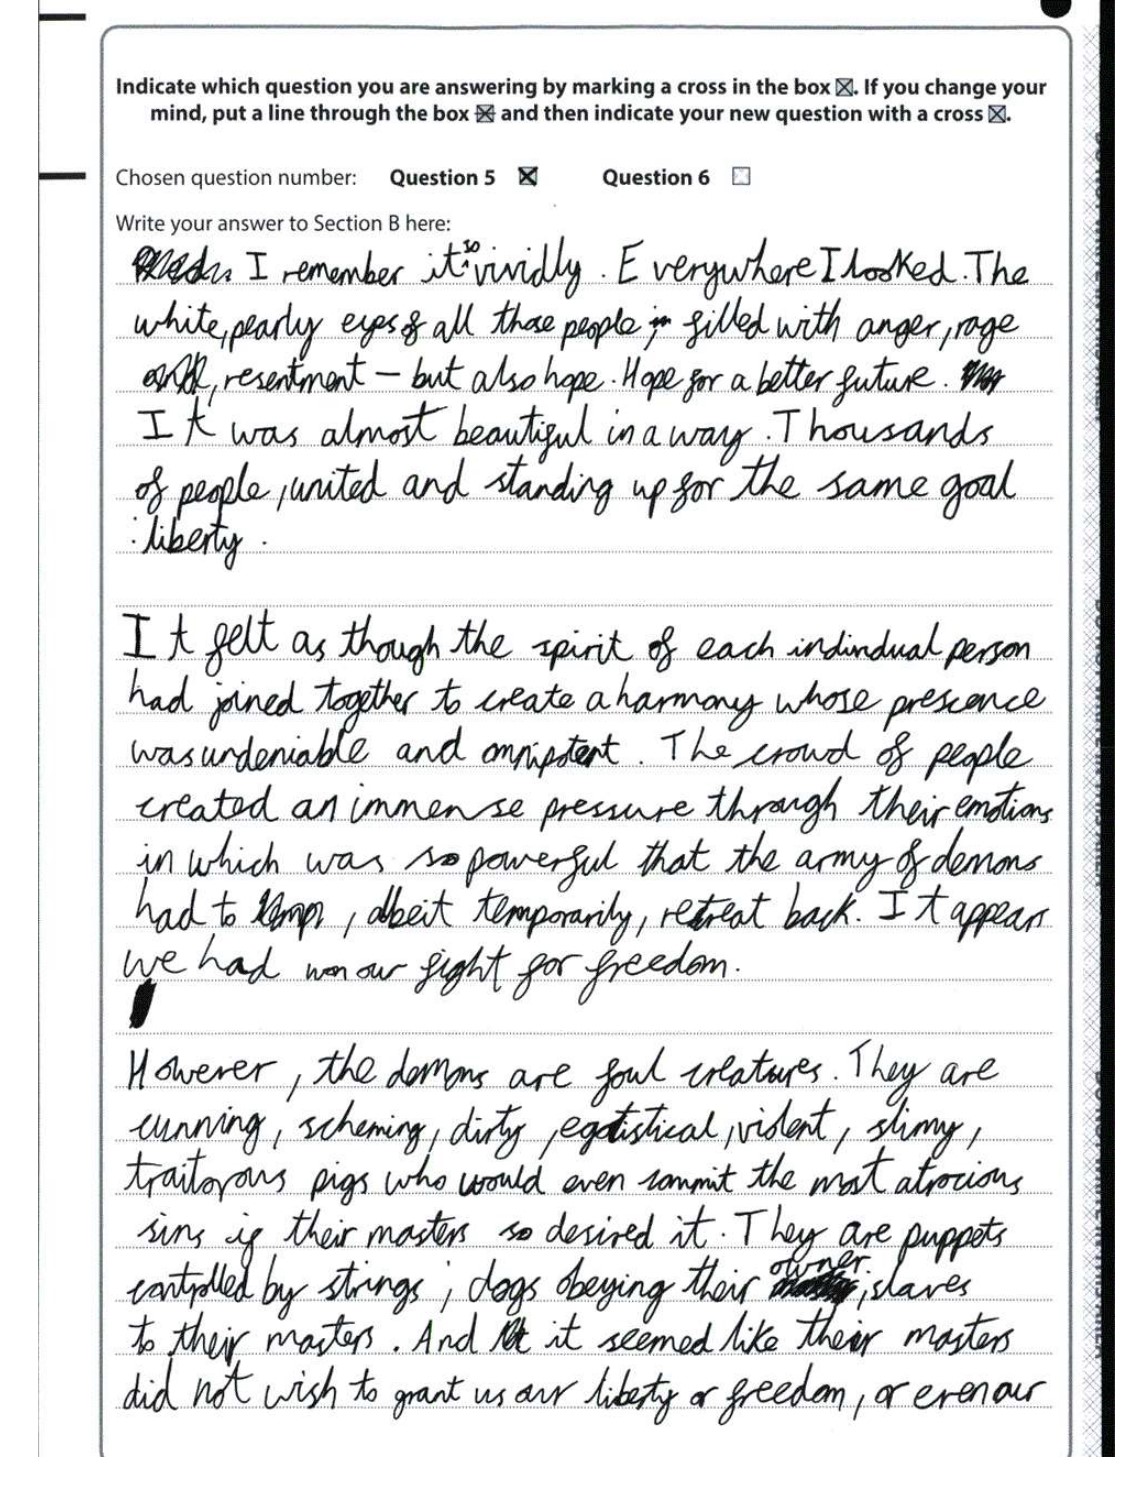 Indicate which question you are answering by marking a cross in the box ☒. If you change your
mind, put a line through the box and then indicate your new question with a cross ☒.
Chosen question number: Question 5 ☒ Question 6 ☐
Write your answer to Section B here:
I remember it so vividly. Everywhere I looked. The
white, pearly eyes of all those people filled with anger, rage
, resentment – but also hope. Hope for a better future.
It was almost beautiful in a way. Thousands
of people, united and standing up for the same goal
: liberty.
It felt as though the spirit of each indindual person
had joined together to create a harmony whose prescence
was undeniable and omnipotent. The crowd of people
created an immense pressure through their emotions
in which was so powerful that the army of demons
had to , albeit temporarily, retreat back. It appears
we had won our fight for freedom.
However, the demons are foul creatures. They are
cunning, scheming, dirty, egotistical, violent, slimy,
traitorous pigs who would even commit the most atrocious
sins if their masters so desired it. They are puppets
controlled by strings; dogs obeying their owner; slaves
to their masters. And it seemed like their masters
did not wish to grant us our liberty or freedom, or even our